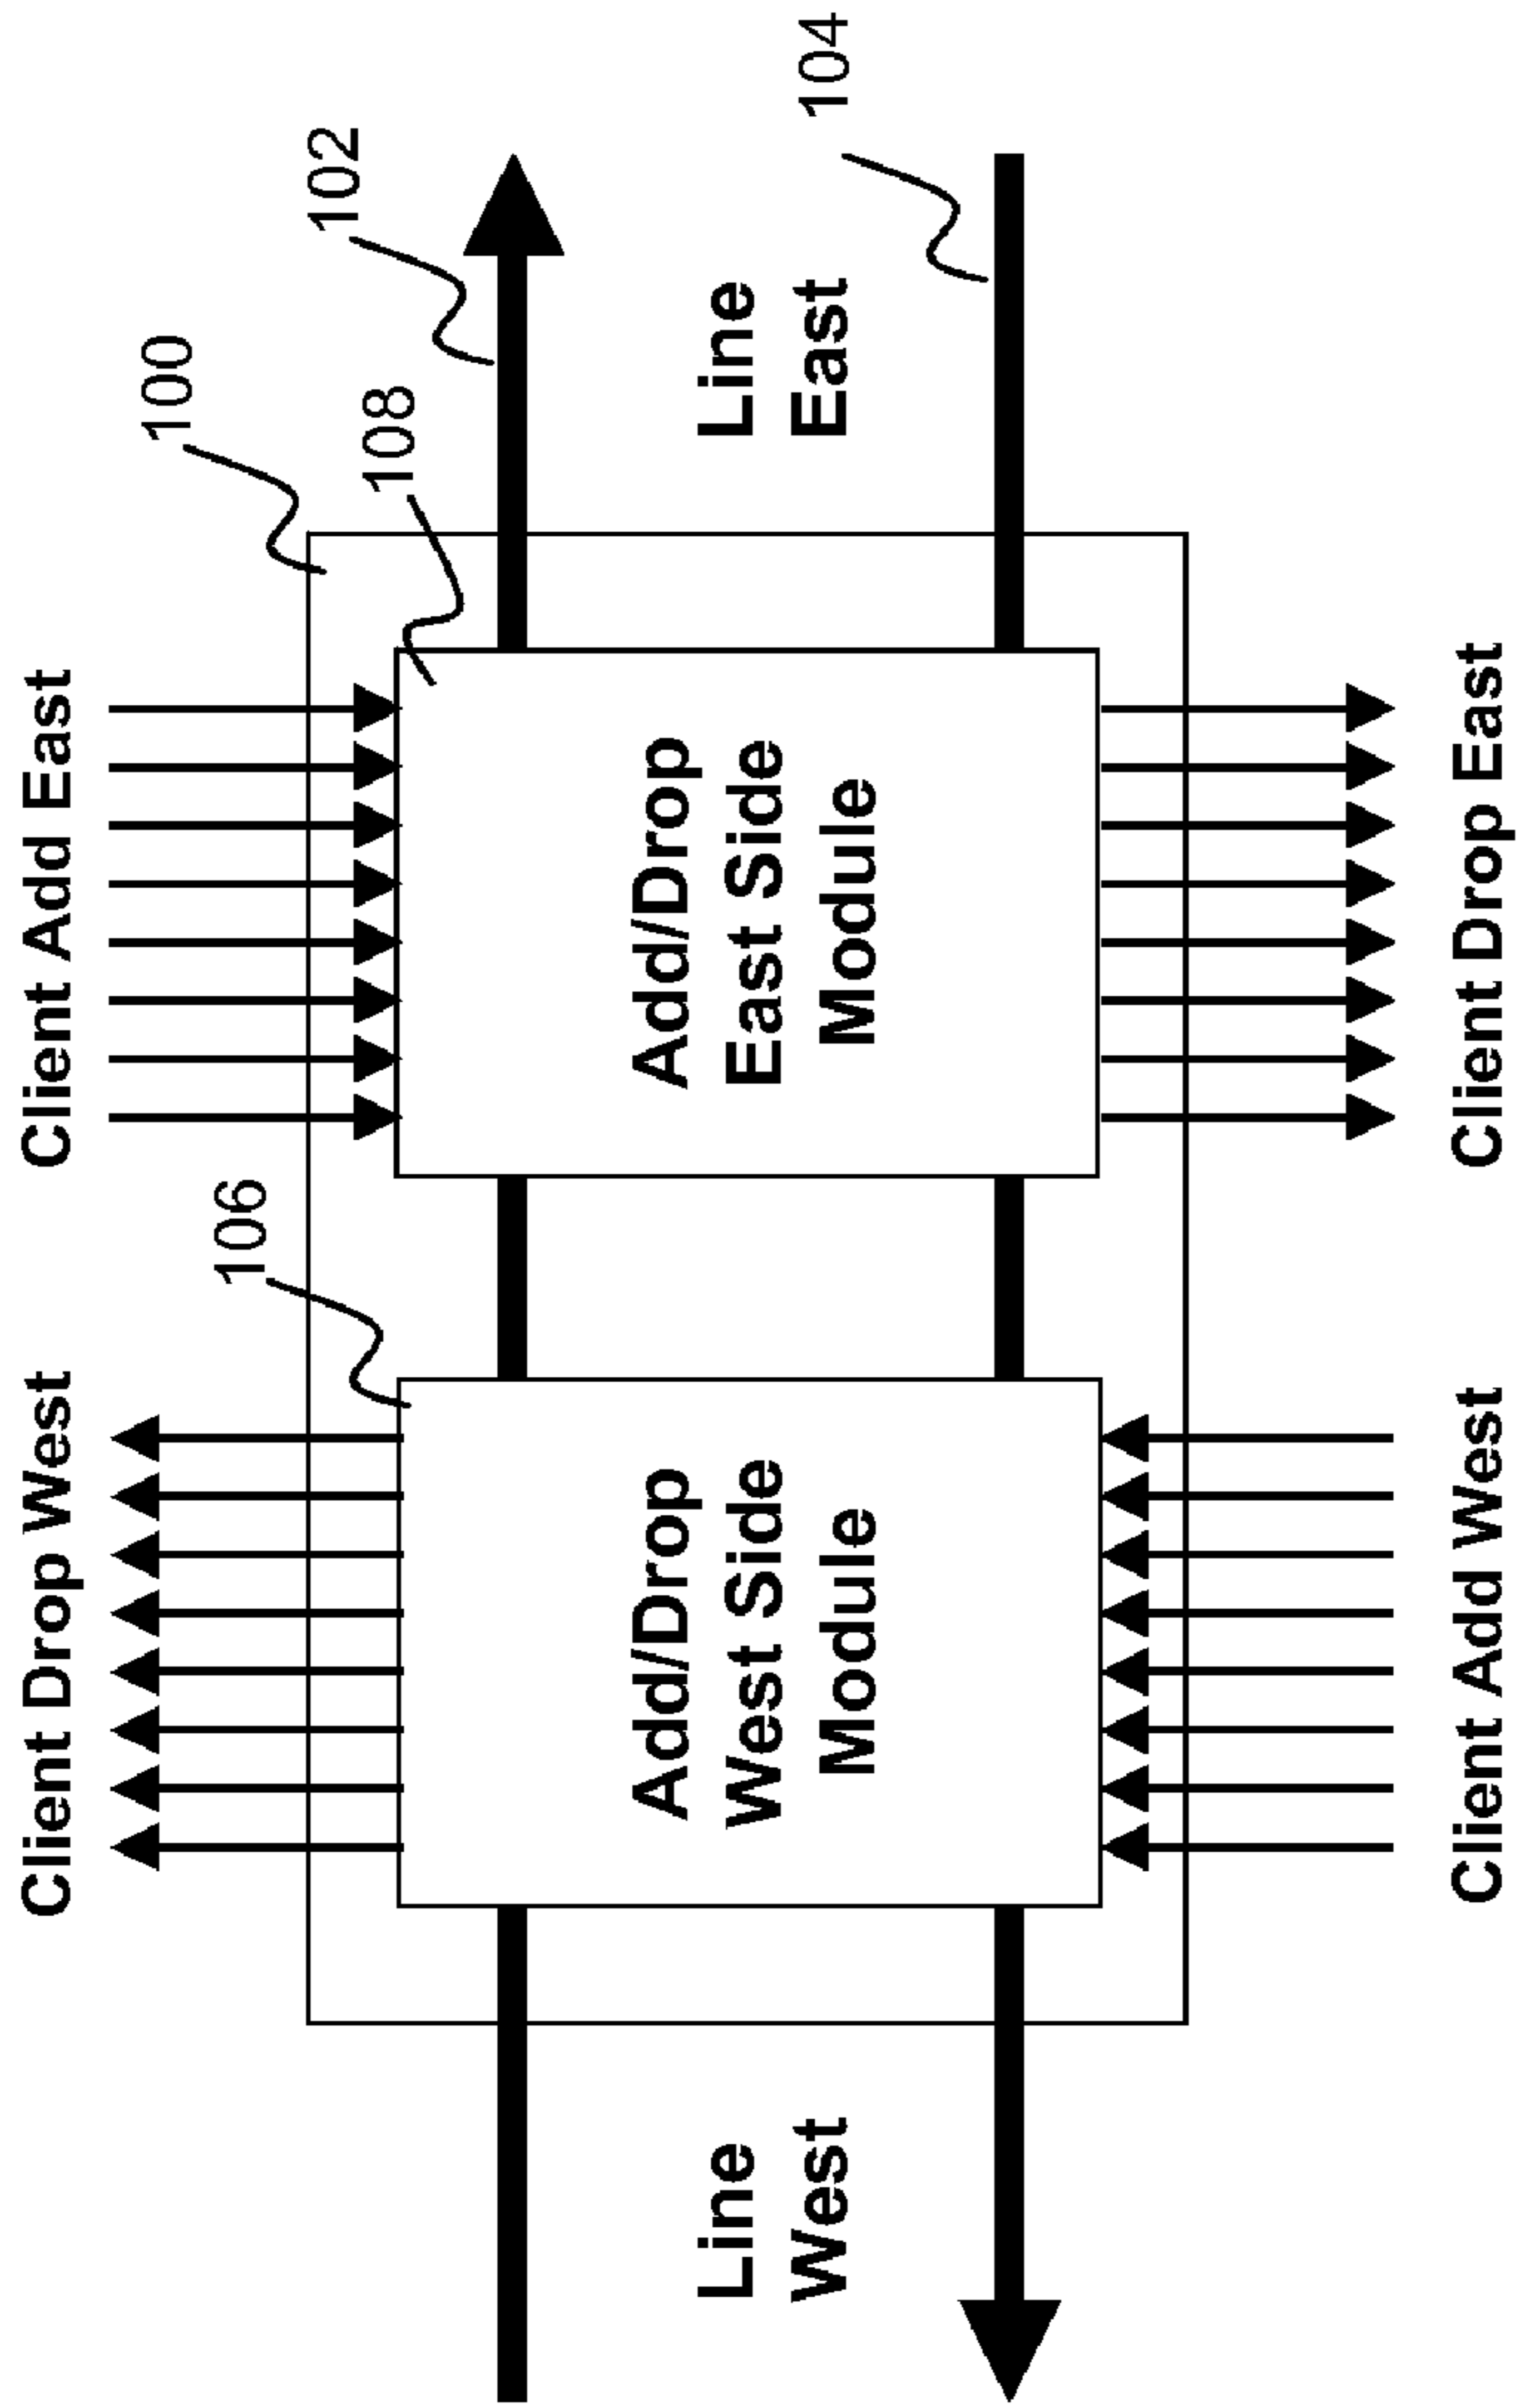 Client Drop West
Client Add East
106
100
108
102
104
Add/Drop
West Side
Module
Add/Drop
East Side
Module
Line
West
Line
East
Client Add West
Client Drop East